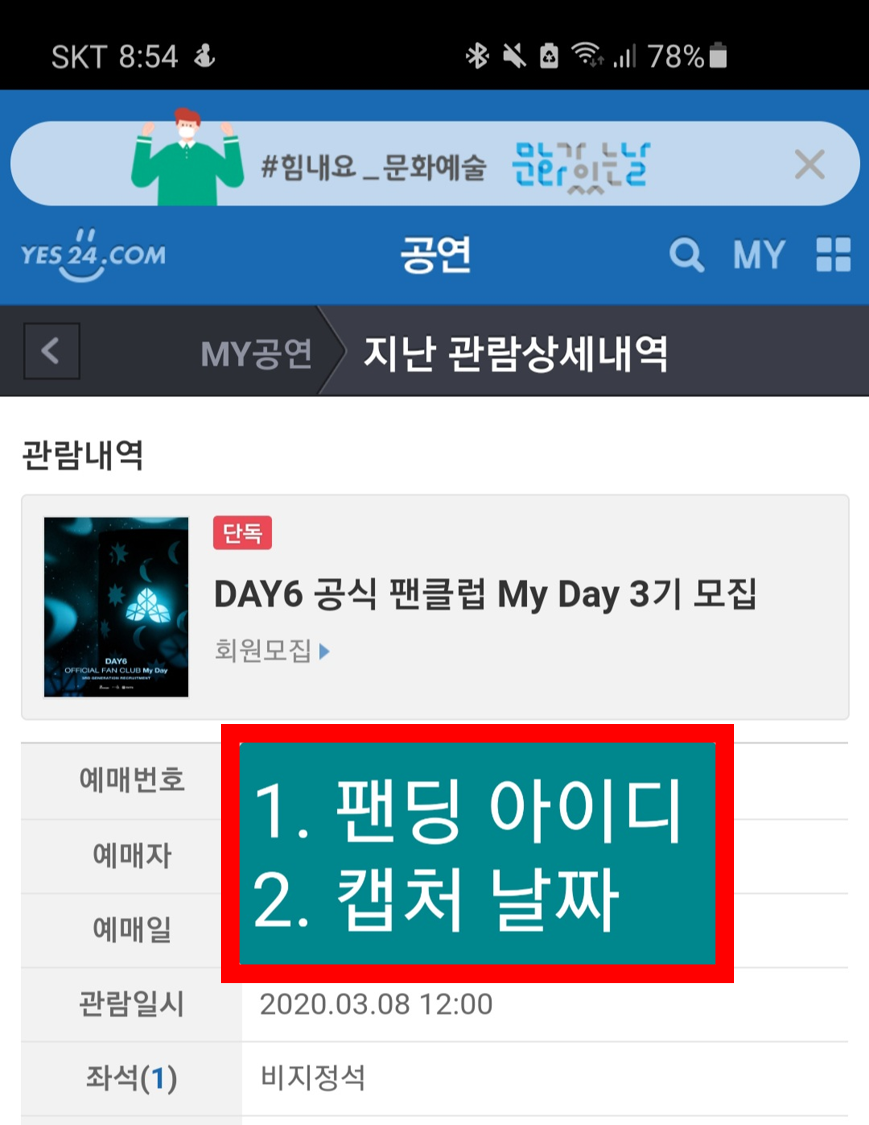 SKT 8:54
78%
#힘내요_문화예술 문화가 있는 날
YES24.COM
공연
MY
MY공연
지난 관람상세내역
관람내역
단독
DAY6 공식 팬클럽 My Day 3기 모집
회원모집
DAY6
OFFICIAL FAN CLUB My Day
3RD GENERATION RECRUITMENT
예매번호
1. 팬딩 아이디
예매자
2. 캡처 날짜
예매일
관람일시 2020.03.08 12:00
좌석(1) 비지정석